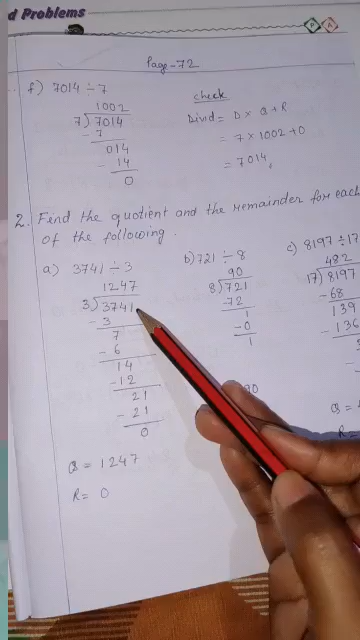 d Problems
P A
Page-72
f) 7014 ÷ 7
1002
7)7014
-7
014
- 14
0
check
Divid = D × Q + R
= 7 × 1002 + 0
= 7014,
2. Find the quotient and the remainder for each
of the following.
a) 3741 ÷ 3
1247
3)3741
- 3
7
- 6
14
-12
21
- 21
0
Q = 1247
R = 0
b) 721 ÷ 8
90
8)721
-72
1
-0
1
90
c) 8197 ÷ 17
482
17)8197
-68
139
-136
3
Q =
R =